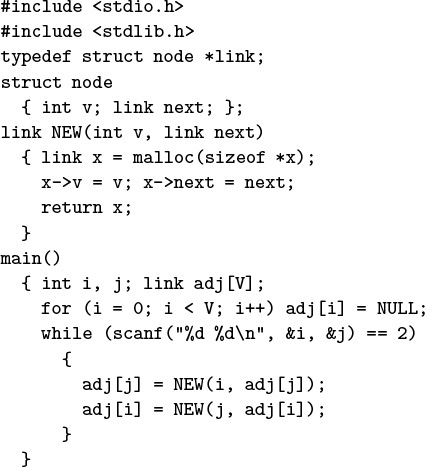 #include <stdio.h>
#include <stdlib.h>
typedef struct node *link;
struct node
  { int v; link next; };
link NEW(int v, link next)
  { link x = malloc(sizeof *x);
    x->v = v; x->next = next;
    return x;
  }
main()
  { int i, j; link adj[V];
    for (i = 0; i < V; i++) adj[i] = NULL;
    while (scanf("%d %d\n", &i, &j) == 2)
      {
        adj[j] = NEW(i, adj[j]);
        adj[i] = NEW(j, adj[i]);
      }
  }